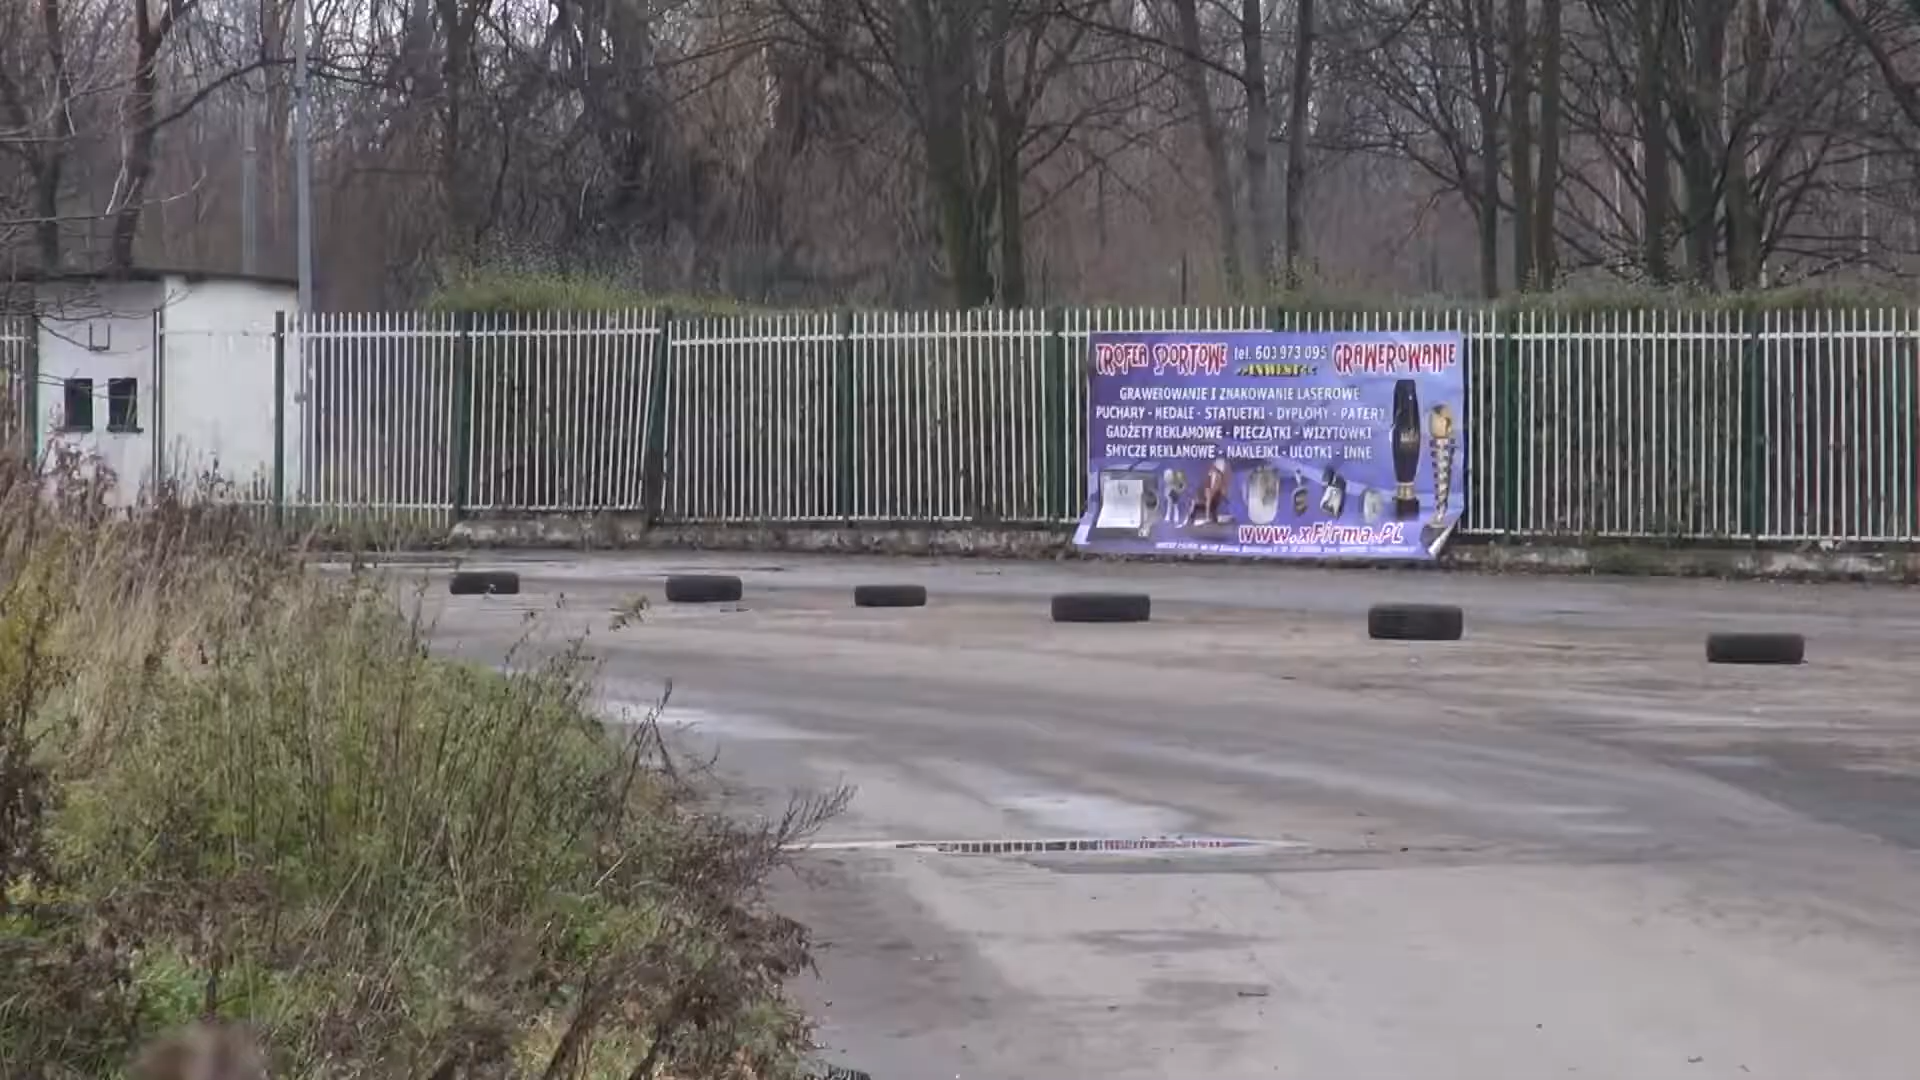 TROFEA SPORTOWE tel. 603 973 095 GRAWEROWANIE
GRAWEROWANIE I ZNAKOWANIE LASEROWE
PUCHARY - MEDALE - STATUETKI - DYPLOMY - PATERY
GADŻETY REKLAMOWE - PIECZĄTKI - WIZYTÓWKI
SMYCZE REKLAMOWE - NAKLEJKI - ULOTKI - INNE
www.xFirma.PL